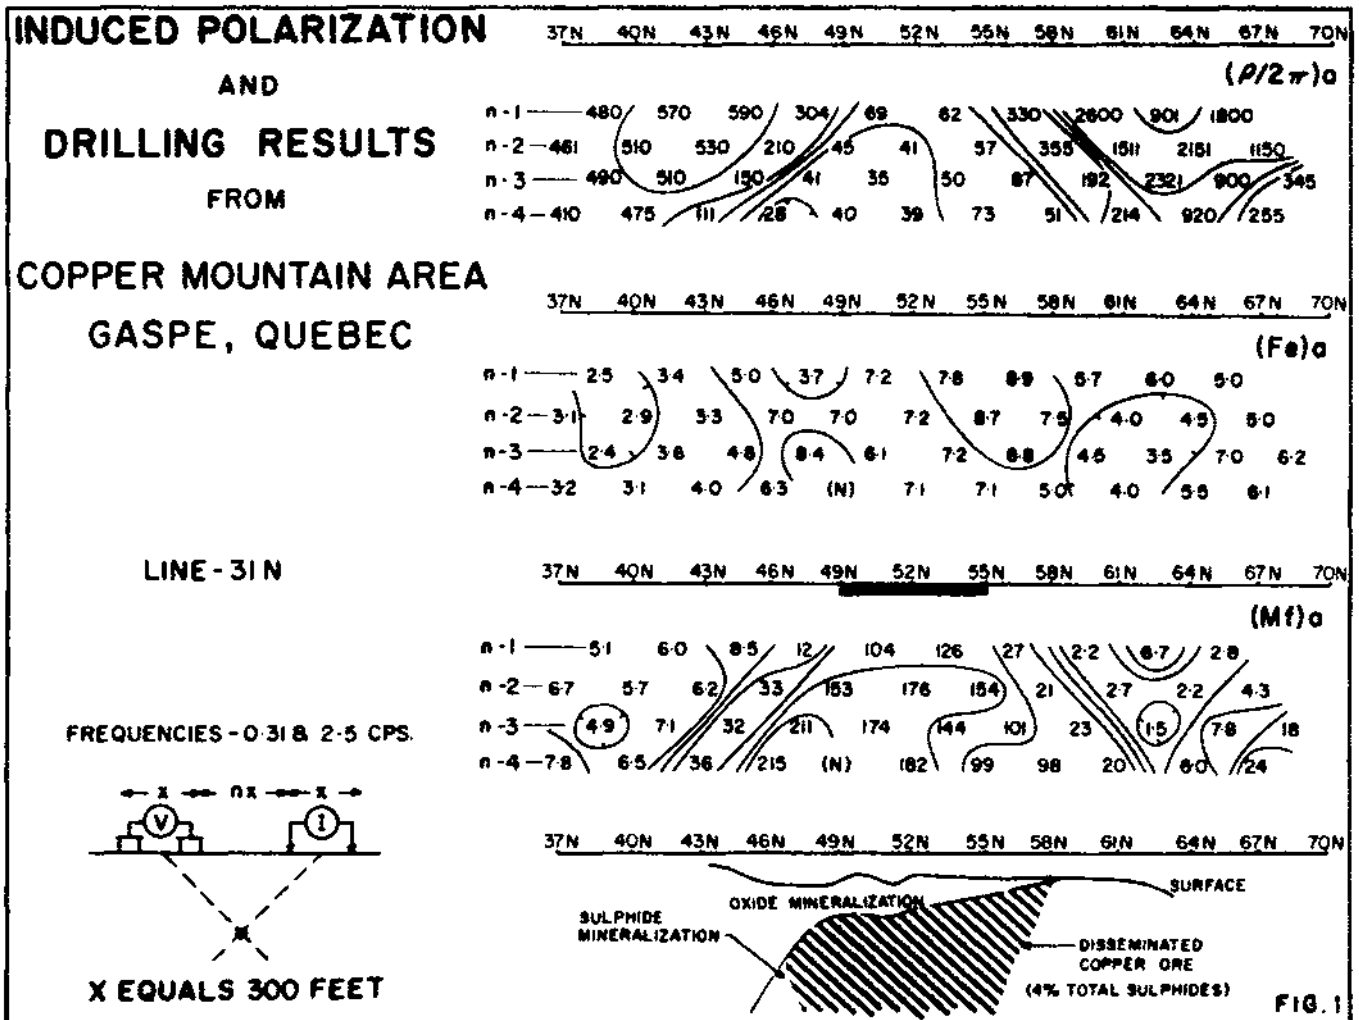 INDUCED POLARIZATION
AND
DRILLING RESULTS
FROM
COPPER MOUNTAIN AREA
GASPE, QUEBEC
LINE-31N
FREQUENCIES-0.31& 2.5 CPS.
x nx x
V I
X EQUALS 300 FEET
37N 40N 43N 46N 49N 52N 55N 58N 61N 64N 67N 70N
(ρ/2π)a
n-1 480 570 590 304 69 62 330 2600 901 1800
n-2 461 510 530 210 45 41 57 355 1511 2151 1150
n-3 490 510 150 41 35 50 87 192 2321 900 345
n-4 410 475 111 28 40 39 73 51 214 920 255
37N 40N 43N 46N 49N 52N 55N 58N 61N 64N 67N 70N
(Fe)a
n-1 2.5 3.4 5.0 3.7 7.2 7.8 8.9 5.7 6.0 5.0
n-2 3.1 2.9 3.3 7.0 7.0 7.2 8.7 7.5 4.0 4.5 5.0
n-3 2.4 3.6 4.8 8.4 6.1 7.2 8.8 4.5 3.5 7.0 6.2
n-4 3.2 3.1 4.0 6.3 (N) 7.1 7.1 5.0 4.0 5.5 6.1
37N 40N 43N 46N 49N 52N 55N 58N 61N 64N 67N 70N
(Mf)a
n-1 5.1 6.0 8.5 12 104 126 27 2.2 6.7 2.8
n-2 6.7 5.7 6.2 33 153 176 154 21 2.7 2.2 4.3
n-3 4.9 7.1 32 211 174 144 101 23 1.5 7.8 18
n-4 7.8 6.5 36 215 (N) 182 99 98 20 6.0 24
37N 40N 43N 46N 49N 52N 55N 58N 61N 64N 67N 70N
SURFACE
OXIDE MINERALIZATION
SULPHIDE
MINERALIZATION
DISSEMINATED
COPPER ORE
(4% TOTAL SULPHIDES)
FIG.1